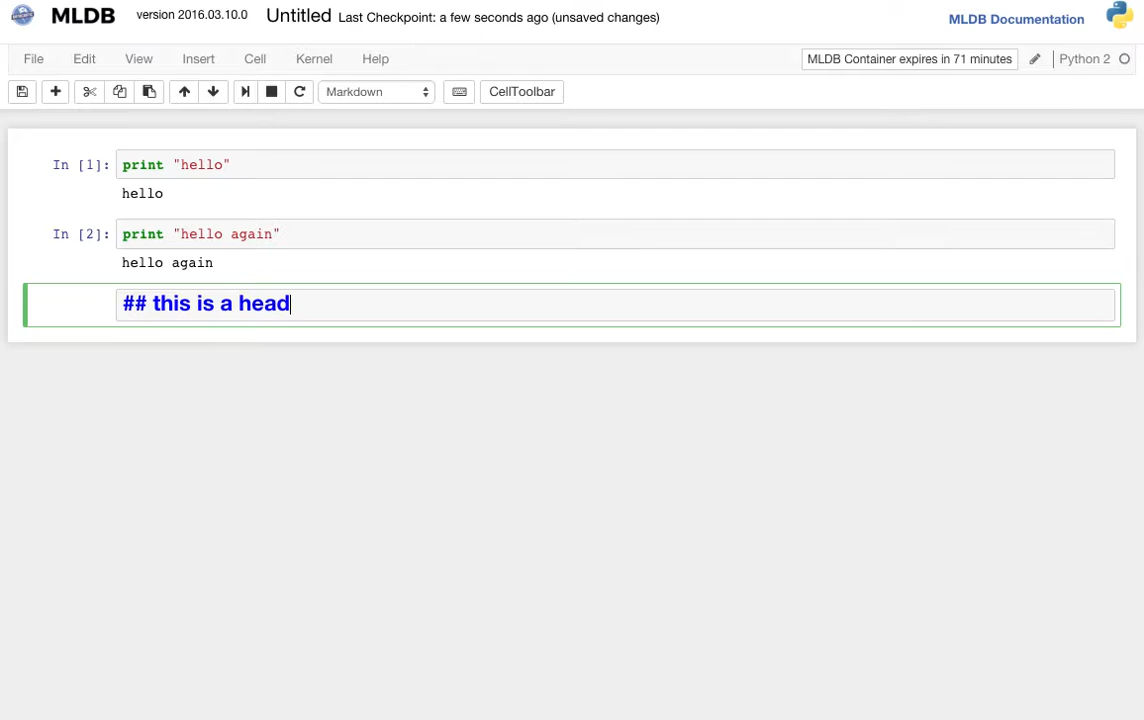 MLDB version 2016.03.10.0 Untitled Last Checkpoint: a few seconds ago (unsaved changes) MLDB Documentation
File Edit View Insert Cell Kernel Help MLDB Container expires in 71 minutes Python 2
Markdown CellToolbar
In [1]: print "hello"
hello
In [2]: print "hello again"
hello again
## this is a head